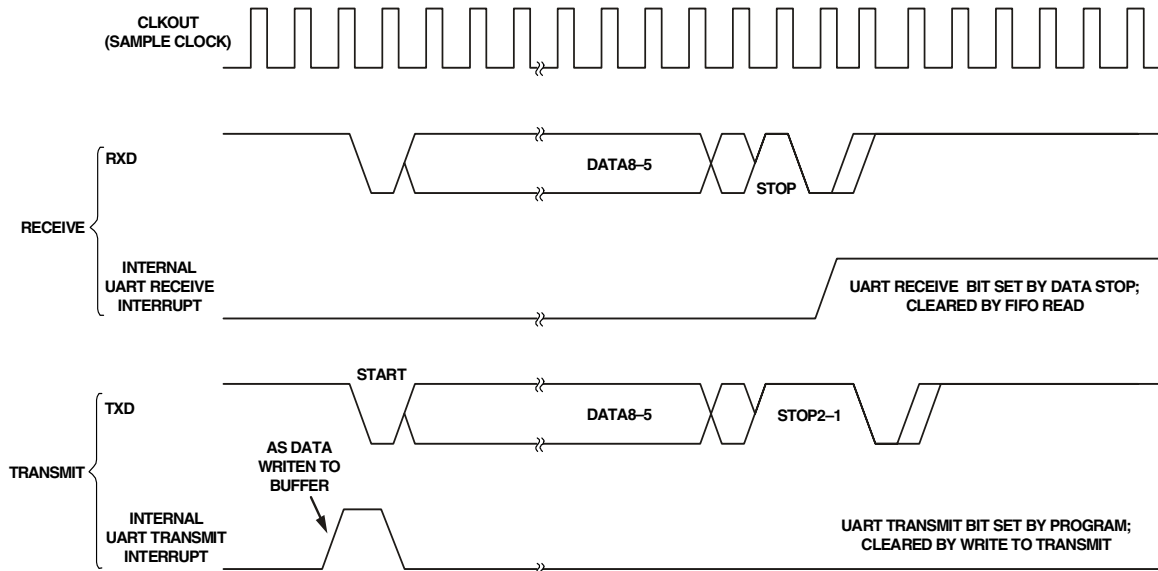 CLKOUT
(SAMPLE CLOCK)
RXD
DATA8–5
STOP
RECEIVE
INTERNAL
UART RECEIVE
INTERRUPT
UART RECEIVE BIT SET BY DATA STOP;
CLEARED BY FIFO READ
START
TXD
DATA8–5
STOP2–1
AS DATA
WRITEN TO
BUFFER
TRANSMIT
INTERNAL
UART TRANSMIT
INTERRUPT
UART TRANSMIT BIT SET BY PROGRAM;
CLEARED BY WRITE TO TRANSMIT